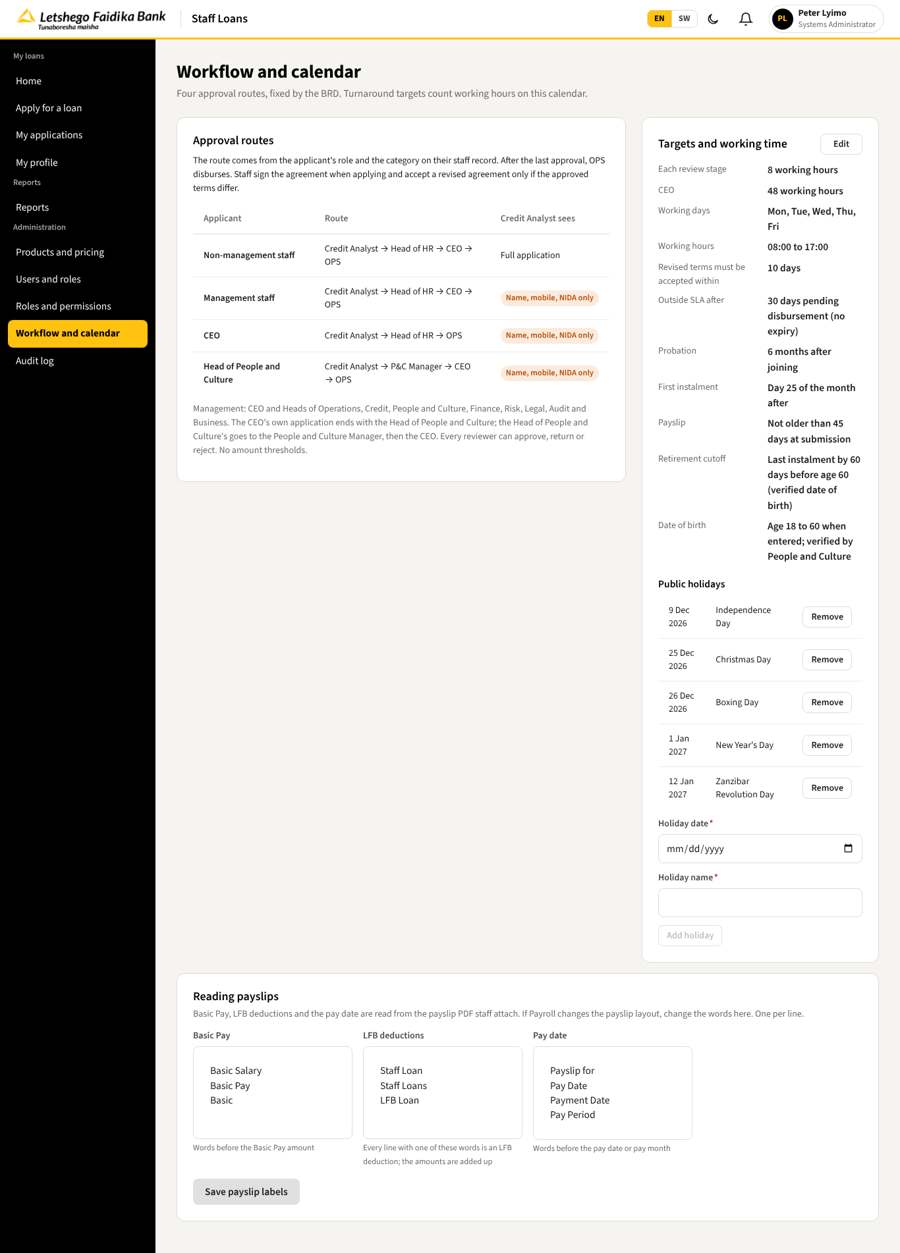 Letshego Faidika Bank
Tunaboresha maisha
Staff Loans
EN SW
PL
Peter Lyimo
Systems Administrator
My loans
Home
Apply for a loan
My applications
My profile
Reports
Reports
Administration
Products and pricing
Users and roles
Roles and permissions
Workflow and calendar
Audit log
Workflow and calendar
Four approval routes, fixed by the BRD. Turnaround targets count working hours on this calendar.
Approval routes
The route comes from the applicant's role and the category on their staff record. After the last approval, OPS
disburses. Staff sign the agreement when applying and accept a revised agreement only if the approved
terms differ.
Applicant Route Credit Analyst sees
Non-management staff Credit Analyst → Head of HR → CEO → Full application
OPS
Management staff Credit Analyst → Head of HR → CEO → Name, mobile, NIDA only
OPS
CEO Credit Analyst → Head of HR → OPS Name, mobile, NIDA only
Head of People and Credit Analyst → P&C Manager → CEO Name, mobile, NIDA only
Culture → OPS
Management: CEO and Heads of Operations, Credit, People and Culture, Finance, Risk, Legal, Audit and
Business. The CEO's own application ends with the Head of People and Culture; the Head of People and
Culture's goes to the People and Culture Manager, then the CEO. Every reviewer can approve, return or
reject. No amount thresholds.
Targets and working time Edit
Each review stage 8 working hours
CEO 48 working hours
Working days Mon, Tue, Wed, Thu,
Fri
Working hours 08:00 to 17:00
Revised terms must be 10 days
accepted within
Outside SLA after 30 days pending
disbursement (no
expiry)
Probation 6 months after
joining
First instalment Day 25 of the month
after
Payslip Not older than 45
days at submission
Retirement cutoff Last instalment by 60
days before age 60
(verified date of
birth)
Date of birth Age 18 to 60 when
entered; verified by
People and Culture
Public holidays
9 Dec Independence Remove
2026 Day
25 Dec Christmas Day Remove
2026
26 Dec Boxing Day Remove
2026
1 Jan New Year's Day Remove
2027
12 Jan Zanzibar Remove
2027 Revolution Day
Holiday date*
mm/dd/yyyy
Holiday name*
Add holiday
Reading payslips
Basic Pay, LFB deductions and the pay date are read from the payslip PDF staff attach. If Payroll changes the payslip layout, change the words here. One per line.
Basic Pay
Basic Salary
Basic Pay
Basic
Words before the Basic Pay amount
LFB deductions
Staff Loan
Staff Loans
LFB Loan
Every line with one of these words is an LFB
deduction; the amounts are added up
Pay date
Payslip for
Pay Date
Payment Date
Pay Period
Words before the pay date or pay month
Save payslip labels